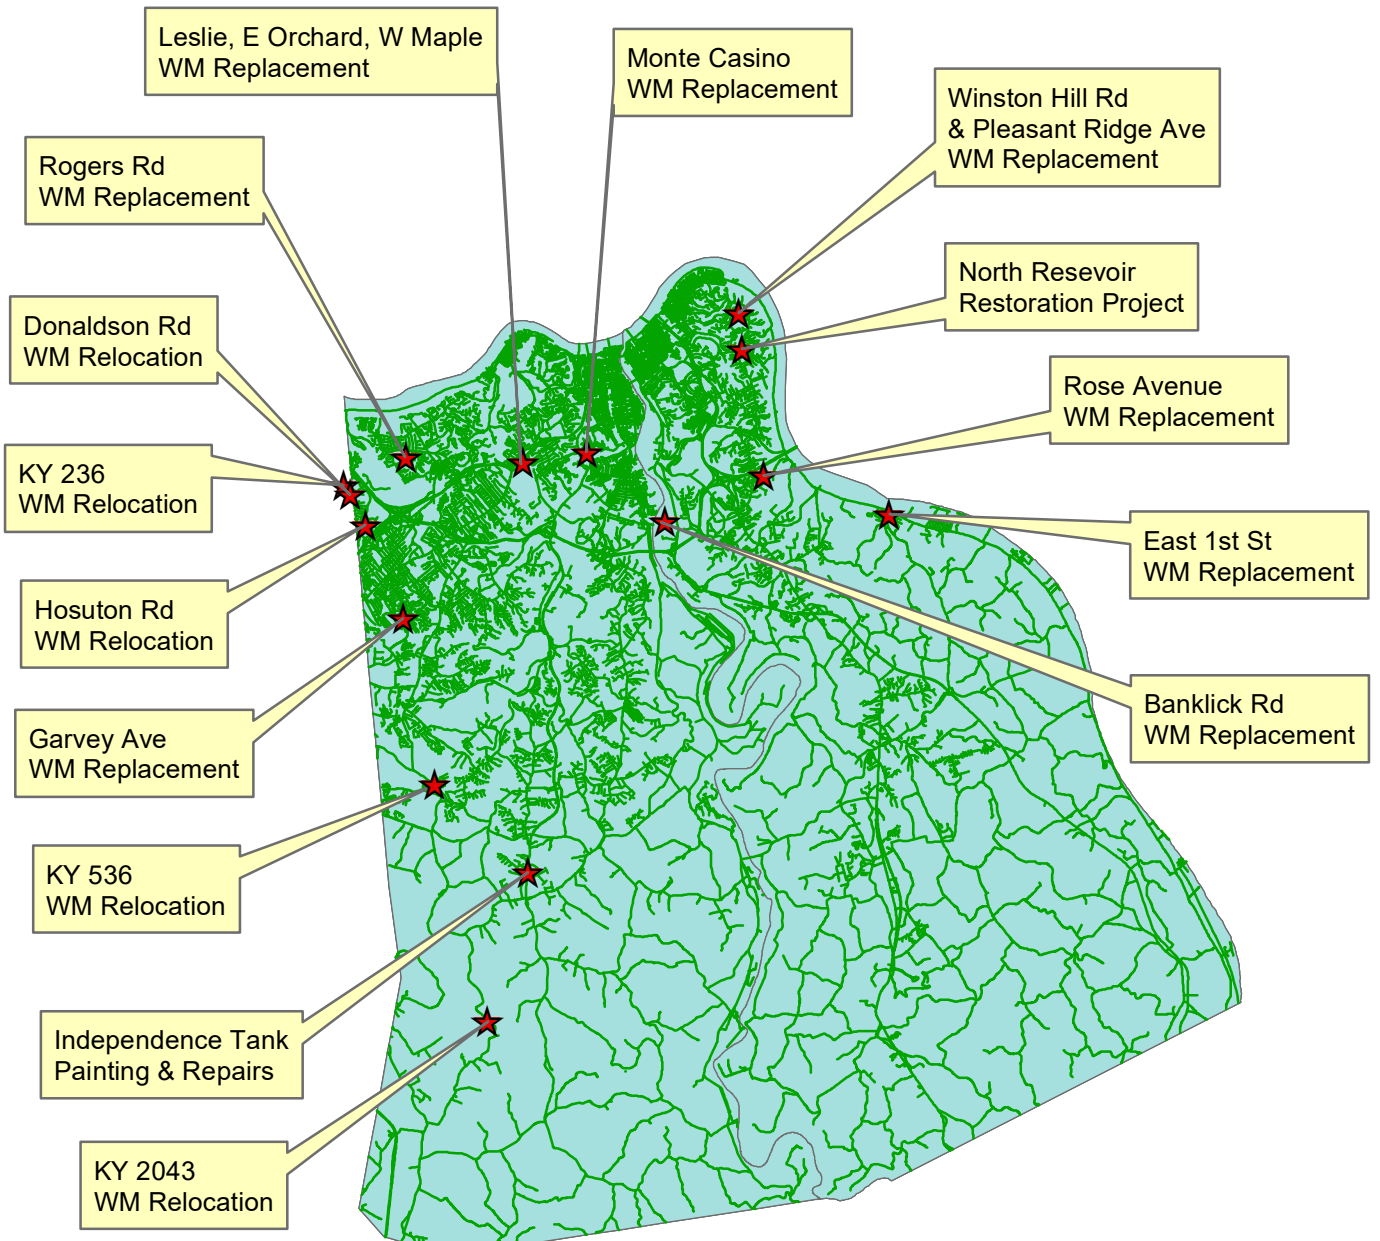 Leslie, E Orchard, W Maple
WM Replacement
Monte Casino
WM Replacement
Winston Hill Rd
& Pleasant Ridge Ave
WM Replacement
Rogers Rd
WM Replacement
North Resevoir
Restoration Project
Donaldson Rd
WM Relocation
Rose Avenue
WM Replacement
KY 236
WM Relocation
East 1st St
WM Replacement
Hosuton Rd
WM Relocation
Banklick Rd
WM Replacement
Garvey Ave
WM Replacement
KY 536
WM Relocation
Independence Tank
Painting & Repairs
KY 2043
WM Relocation